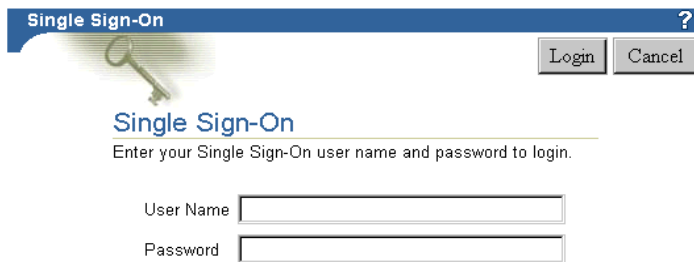 Single Sign-On ?
Login Cancel
Single Sign-On
Enter your Single Sign-On user name and password to login.
User Name
Password